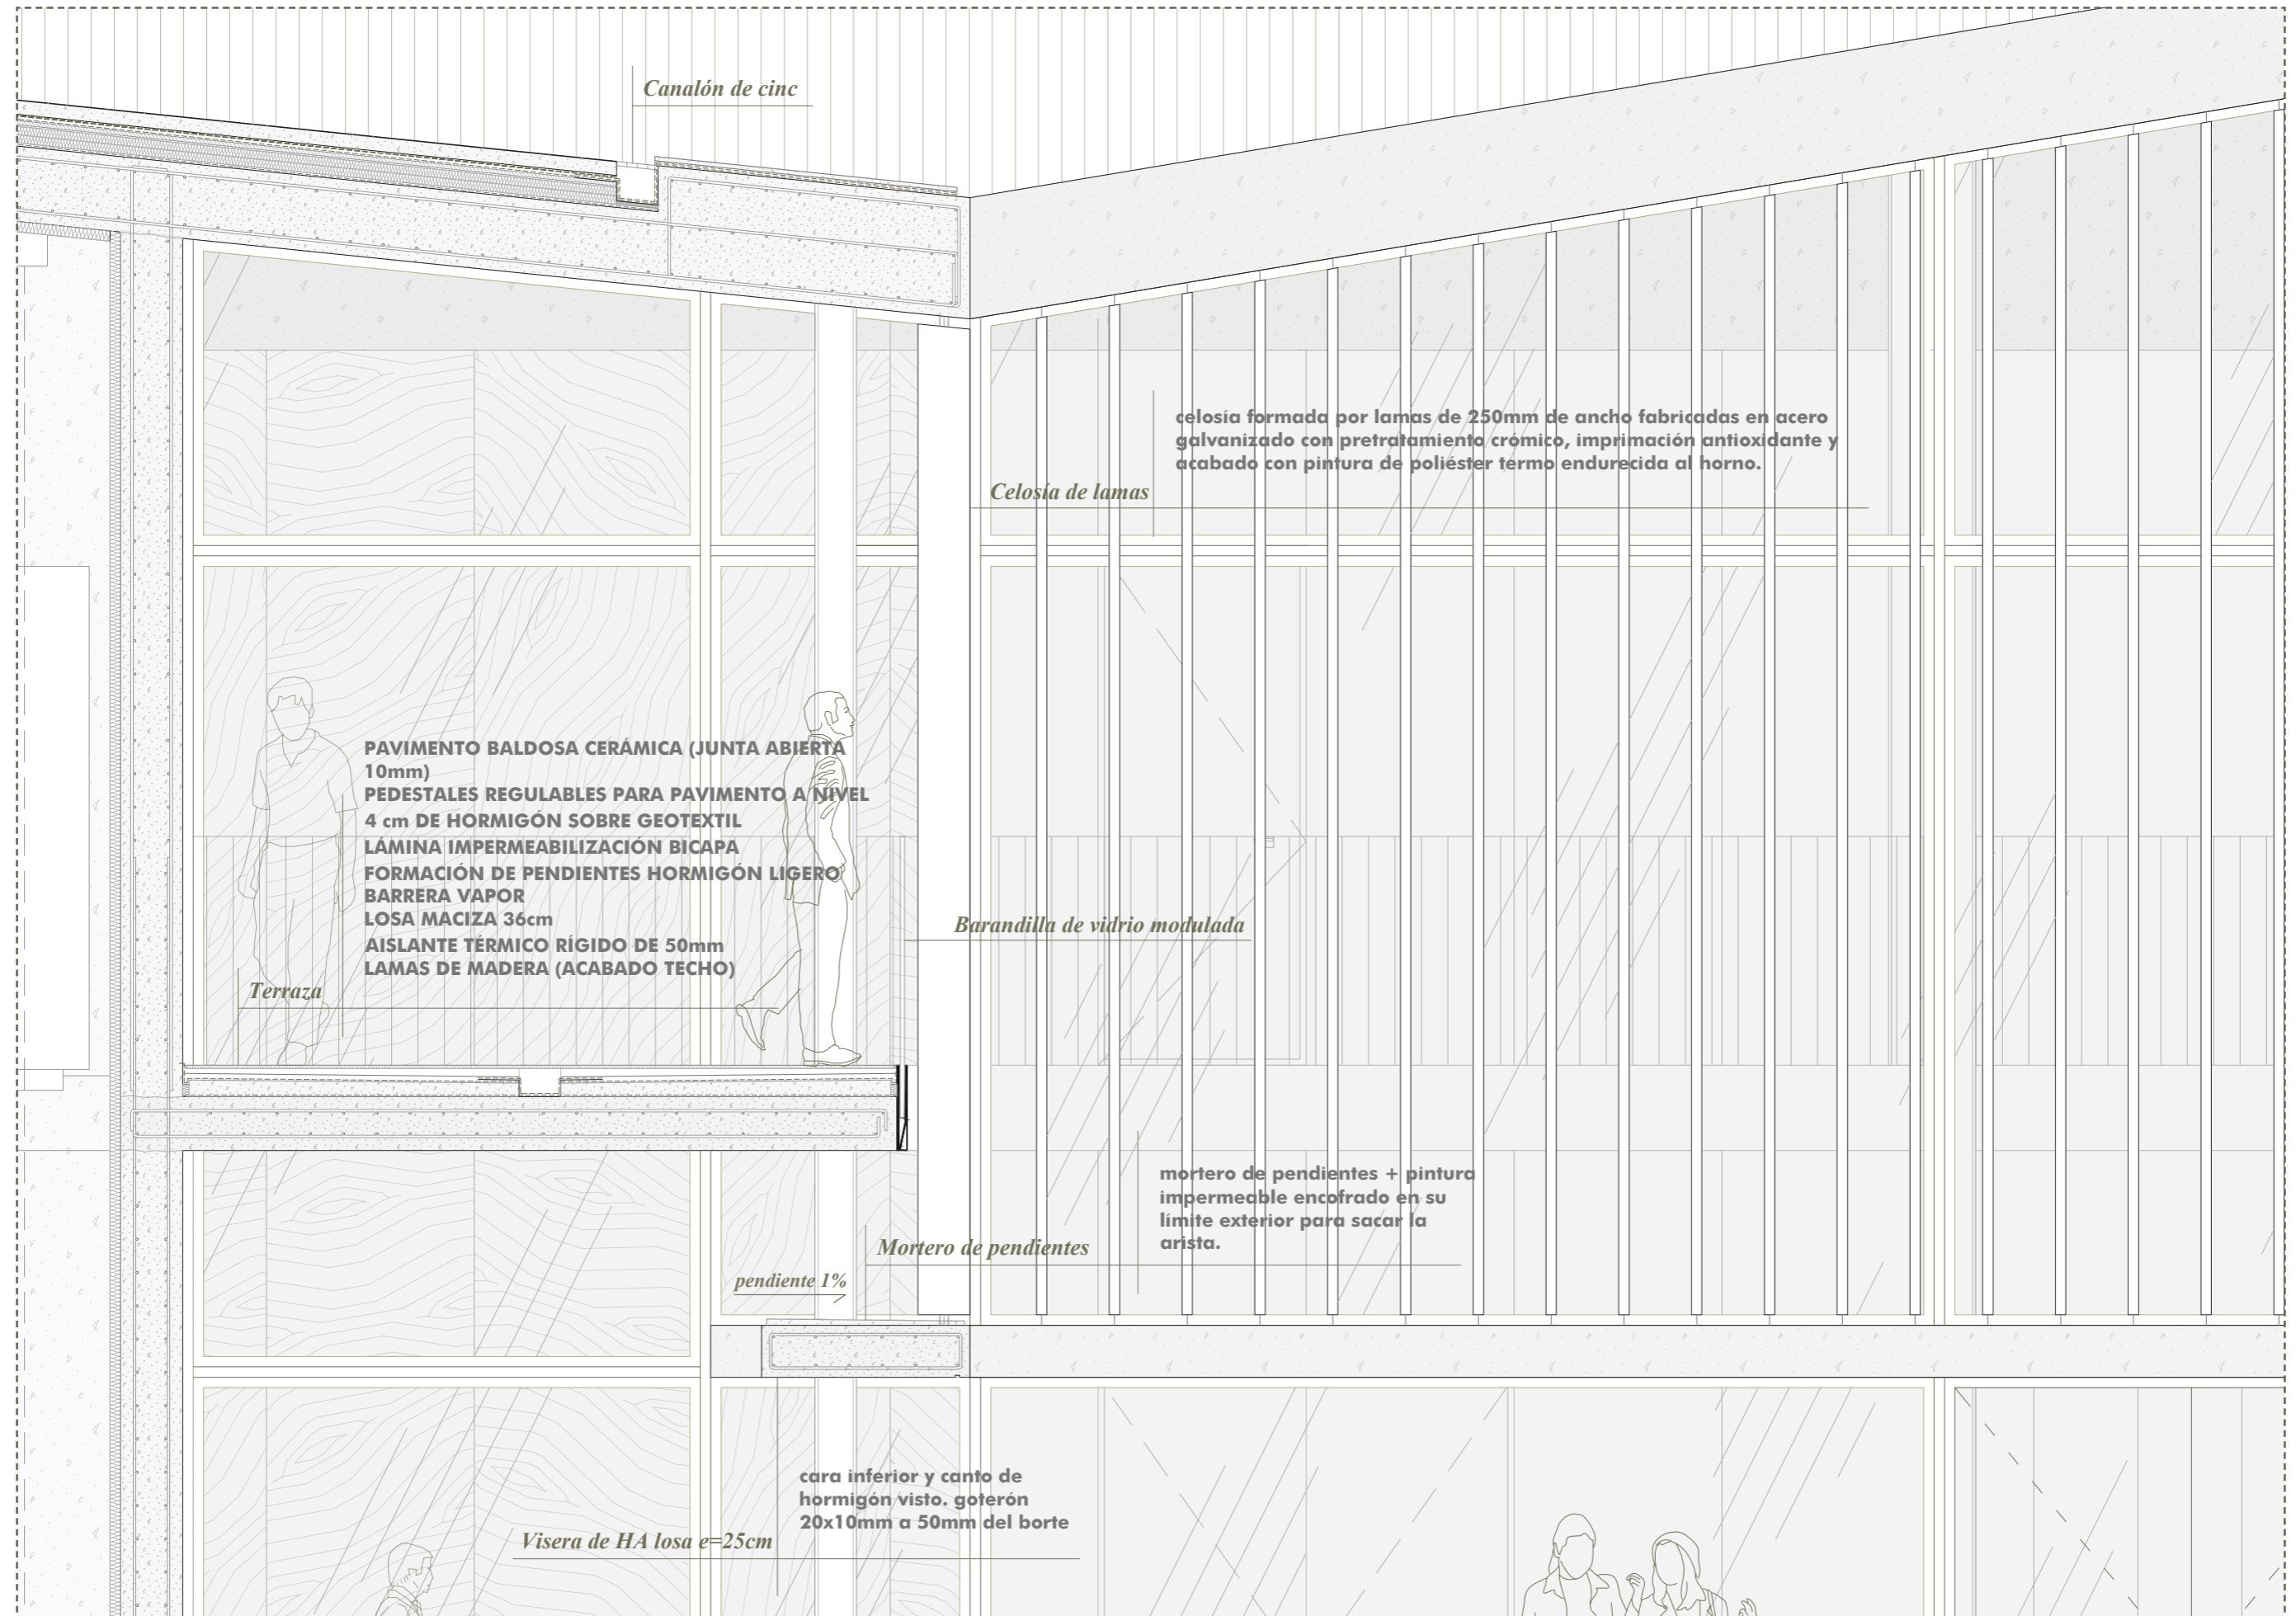 Canalón de cinc
celosía formada por lamas de 250mm de ancho fabricadas en acero
galvanizado con pretratamiento crómico, imprimación antioxidante y
acabado con pintura de poliéster termo endurecida al horno.
Celosía de lamas
PAVIMENTO BALDOSA CERÁMICA (JUNTA ABIERTA
10mm)
PEDESTALES REGULABLES PARA PAVIMENTO A NIVEL
4 cm DE HORMIGÓN SOBRE GEOTEXTIL
LÁMINA IMPERMEABILIZACIÓN BICAPA
FORMACIÓN DE PENDIENTES HORMIGÓN LIGERO
BARRERA VAPOR
LOSA MACIZA 36cm
AISLANTE TÉRMICO RÍGIDO DE 50mm
LAMAS DE MADERA (ACABADO TECHO)
Terraza
Barandilla de vidrio modulada
mortero de pendientes + pintura
impermeable encofrado en su
límite exterior para sacar la
arista.
Mortero de pendientes
pendiente 1%
cara inferior y canto de
hormigón visto. goterón
20x10mm a 50mm del borte
Visera de HA losa e=25cm